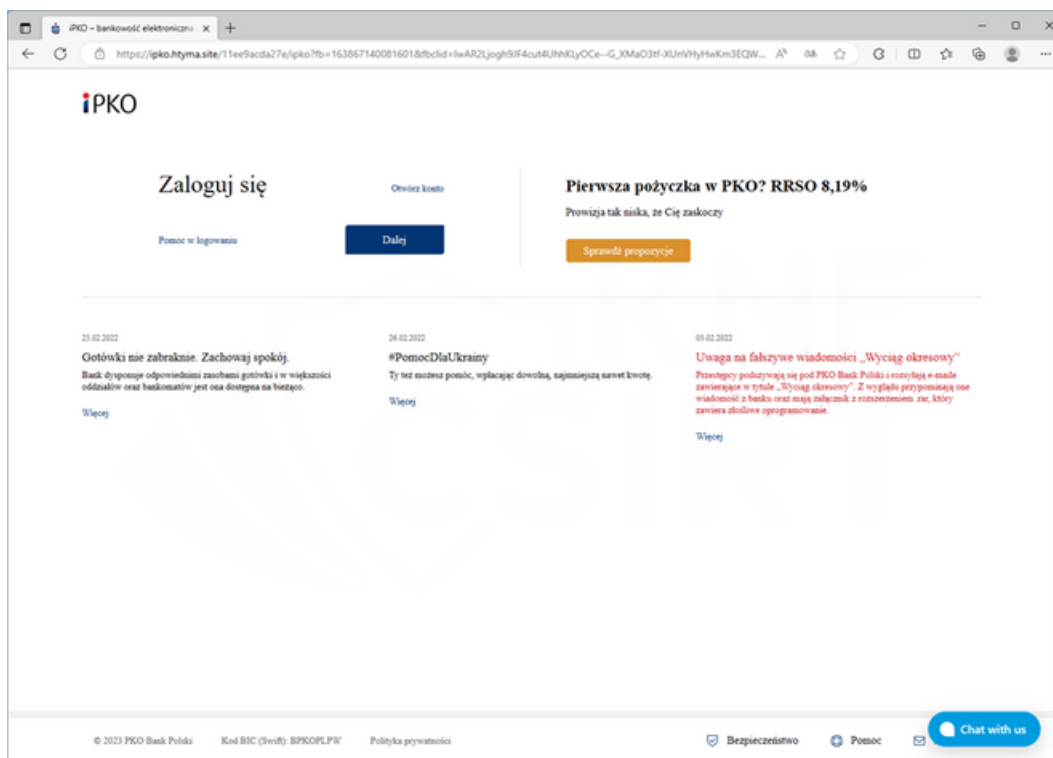 iPKO – bankowość elektroniczna
https://ipko.htyma.site/11ee9acda27e/ipko?fb=163867140081601&fbclid=
iPKO
Zaloguj się
Otwórz konto
Pomoc w logowaniu
Dalej
Pierwsza pożyczka w PKO? RRSO 8,19%
Prowizja tak niska, że Cię zaskoczy
Sprawdź propozycje
25.02.2022
Gotówki nie zabraknie. Zachowaj spokój.
Bank dysponuje odpowiednimi zasobami gotówki i w większości
oddziałów oraz bankomatów jest ona dostępna na bieżąco.
Więcej
26.02.2022
#PomocDlaUkrainy
Ty też możesz pomóc, wpłacając dowolną, najmniejszą nawet kwotę.
Więcej
03.02.2022
Uwaga na fałszywe wiadomości „Wyciąg okresowy”
Przestępcy podszywają się pod PKO Bank Polski i rozsyłają e-maile
zawierające w tytule „Wyciąg okresowy”. Z wyglądu przypominają one
wiadomość z banku oraz mają załącznik z rozszerzeniem .rar, który
zawiera złośliwe oprogramowanie.
Więcej
KNF
CSIRT
© 2023 PKO Bank Polski
Kod BIC (Swift): BPKOPLPW
Polityka prywatności
Bezpieczeństwo
Pomoc
Chat with us